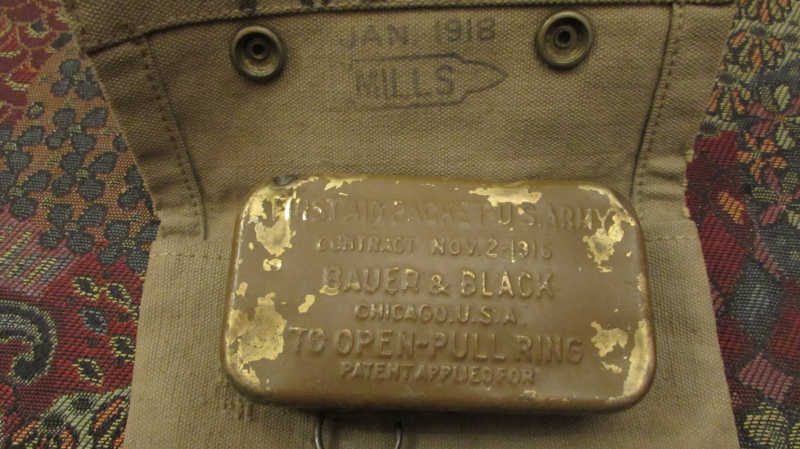 JAN. 1918
MILLS
FIRST AID PACKET-U.S. ARMY
CONTRACT NOV. 2-1916
BAUER & BLACK
CHICAGO, U.S.A.
TO OPEN-PULL RING
PATENT APPLIED FOR